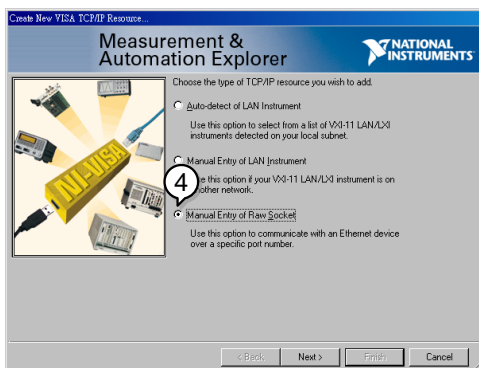 Create New VISA TCP/IP Resource...
Measurement &
Automation Explorer
NATIONAL
INSTRUMENTS
Choose the type of TCP/IP resource you wish to add.
Auto-detect of LAN Instrument
Use this option to select from a list of VXI-11 LAN/LXI
instruments detected on your local subnet.
Manual Entry of LAN Instrument
this option if your VXI-11 LAN/LXI instrument is on
network.
4
Manual Entry of Raw Socket
Use this option to communicate with an Ethernet device
over a specific port number.
NI-VISA
< Back
Next >
Finish
Cancel